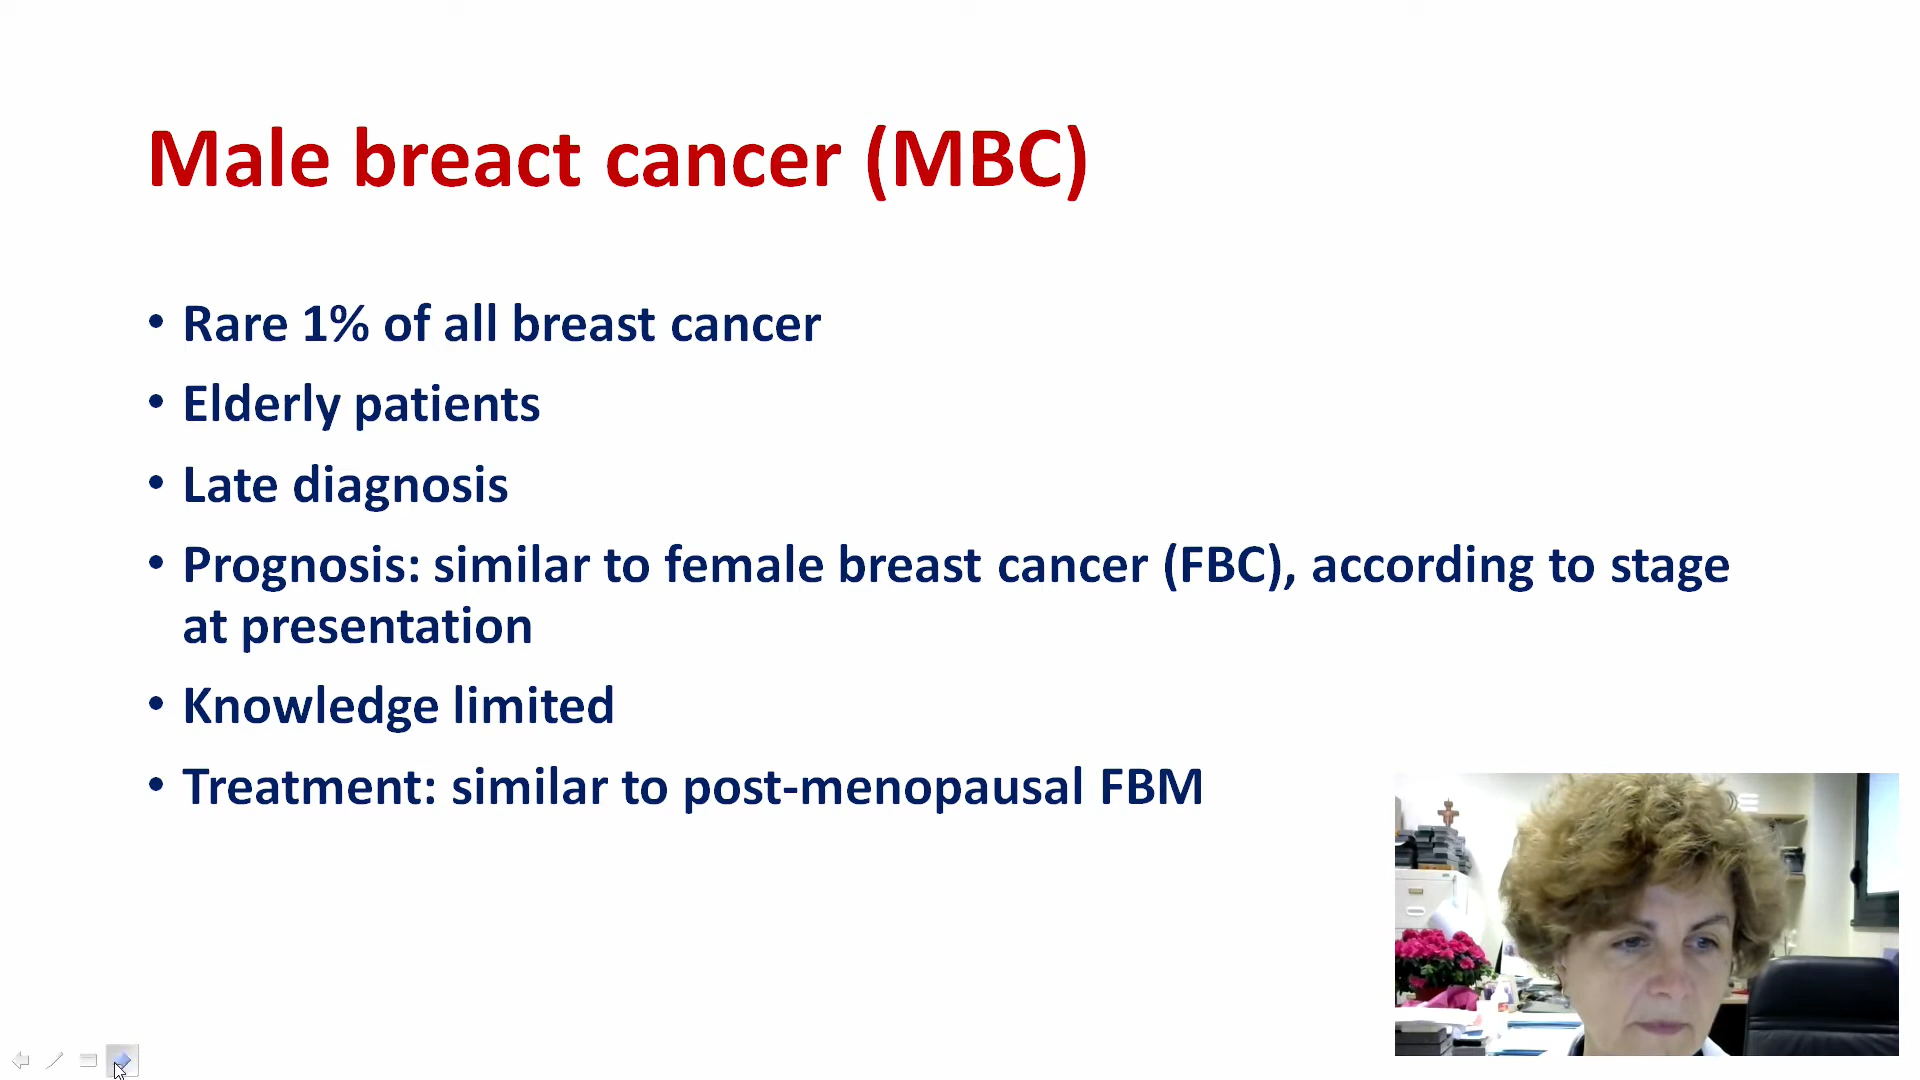 Male breact cancer (MBC)
• Rare 1% of all breast cancer
• Elderly patients
• Late diagnosis
• Prognosis: similar to female breast cancer (FBC), according to stage
at presentation
• Knowledge limited
• Treatment: similar to post-menopausal FBM